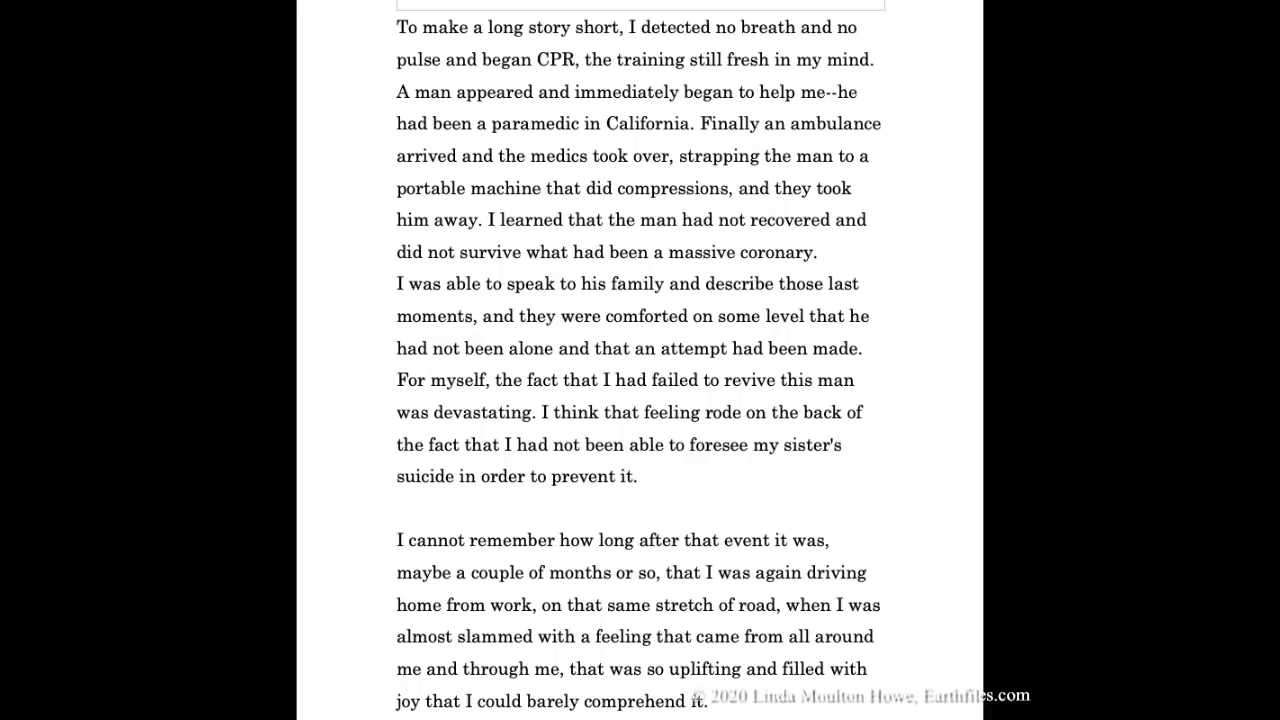 To make a long story short, I detected no breath and no
pulse and began CPR, the training still fresh in my mind.
A man appeared and immediately began to help me--he
had been a paramedic in California. Finally an ambulance
arrived and the medics took over, strapping the man to a
portable machine that did compressions, and they took
him away. I learned that the man had not recovered and
did not survive what had been a massive coronary.
I was able to speak to his family and describe those last
moments, and they were comforted on some level that he
had not been alone and that an attempt had been made.
For myself, the fact that I had failed to revive this man
was devastating. I think that feeling rode on the back of
the fact that I had not been able to foresee my sister's
suicide in order to prevent it.
I cannot remember how long after that event it was,
maybe a couple of months or so, that I was again driving
home from work, on that same stretch of road, when I was
almost slammed with a feeling that came from all around
me and through me, that was so uplifting and filled with
joy that I could barely comprehend it.
© 2020 Linda Moulton Howe, Earthfiles.com